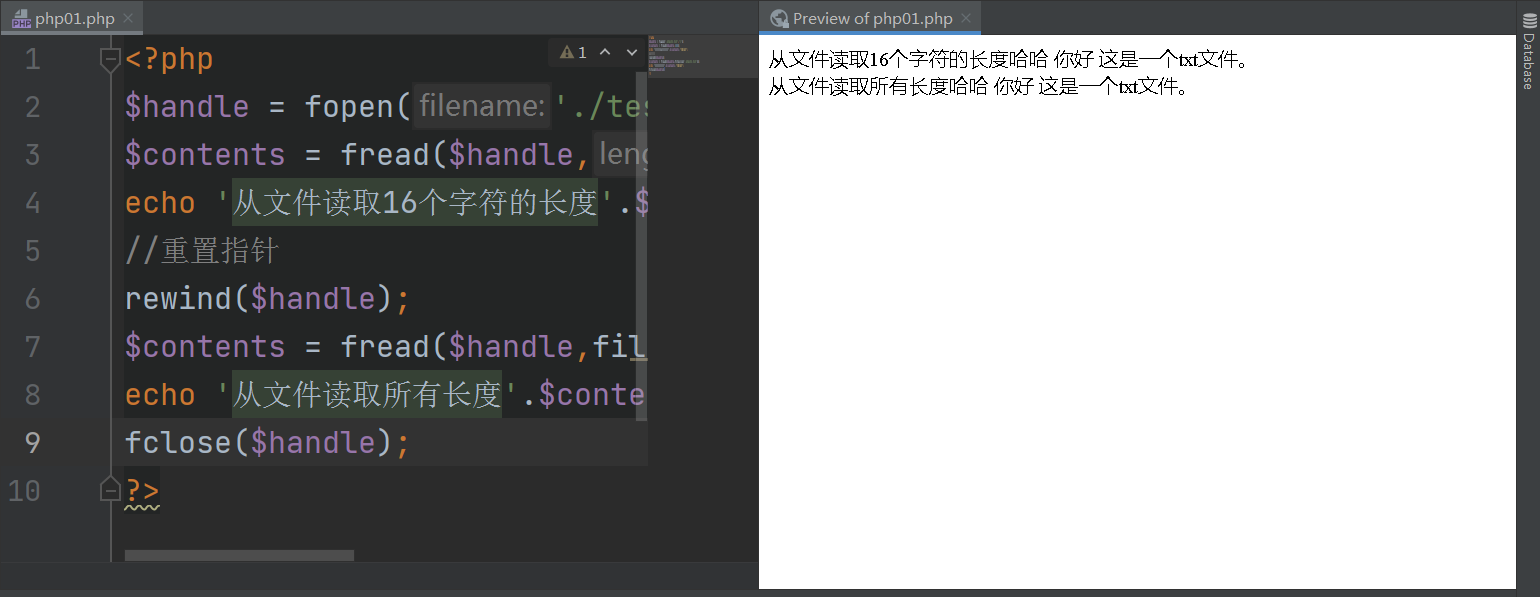 php01.php
1 <?php
2 $handle = fopen( filename: './tes
3 $contents = fread($handle, leng
4 echo '从文件读取16个字符的长度'.$
5 //重置指针
6 rewind($handle);
7 $contents = fread($handle,fil
8 echo '从文件读取所有长度'.$conte
9 fclose($handle);
10 ?>
1
Preview of php01.php
从文件读取16个字符的长度哈哈 你好 这是一个txt文件。
从文件读取所有长度哈哈 你好 这是一个txt文件。
Database